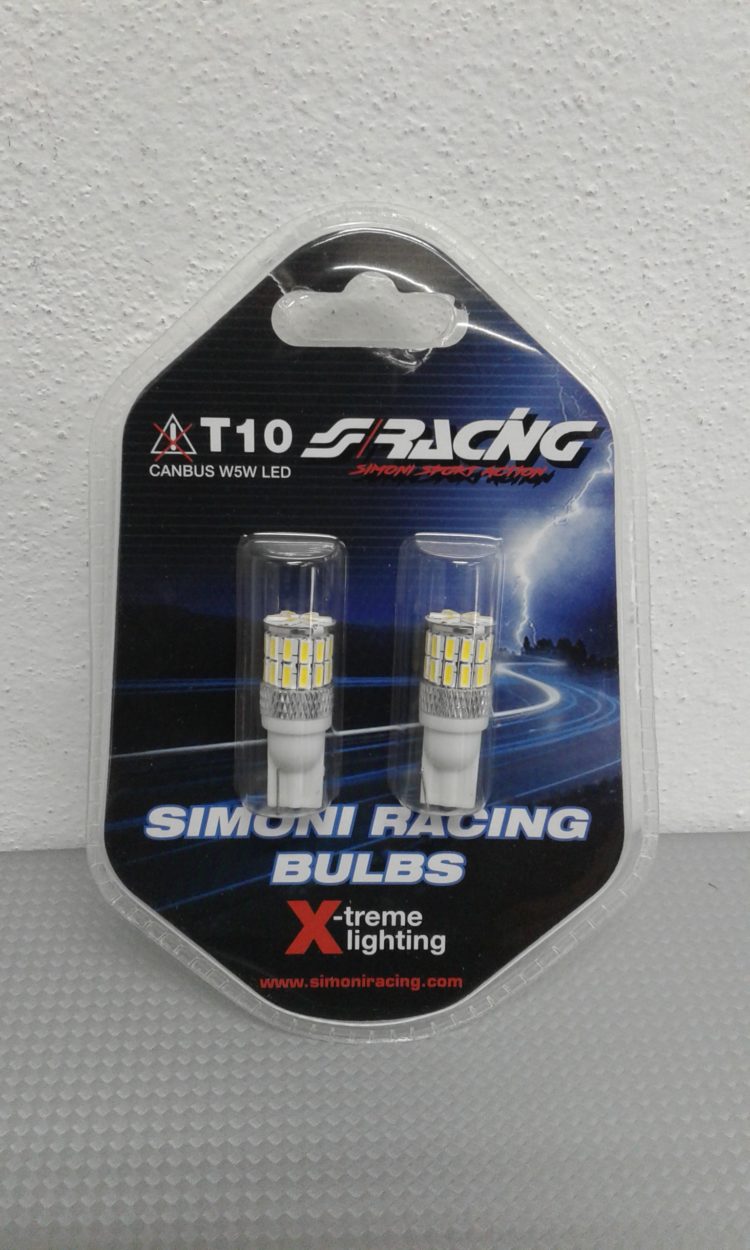 T10
CANBUS W5W LED
S/RACING
SIMONI SPORT ACTION
SIMONI RACING
BULBS
X-treme
lighting
www.simoniracing.com